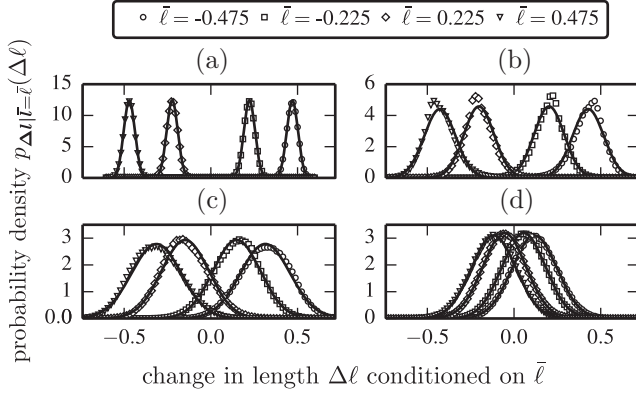 ℓ̄ = -0.475 ℓ̄ = -0.225 ℓ̄ = 0.225 ℓ̄ = 0.475
(a) (b)
15
10
5
0
6
4
2
0
(c) (d)
3
2
1
0.0
3
2
1
0
−0.5 0.0 0.5 −0.5 0.0 0.5
probability density p_{Δl|l̄=ℓ̄}(Δℓ)
change in length Δℓ conditioned on ℓ̄